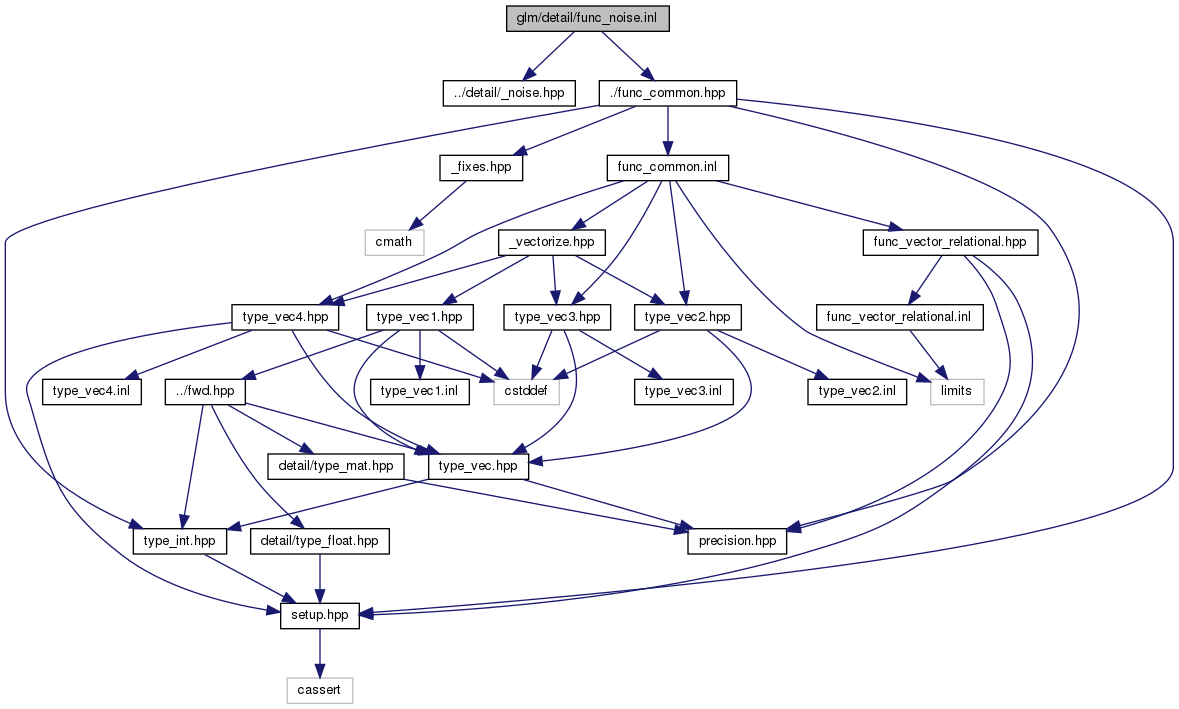 glm/detail/func_noise.inl
../detail/_noise.hpp
./func_common.hpp
_fixes.hpp
func_common.inl
cmath
_vectorize.hpp
func_vector_relational.hpp
type_vec4.hpp
type_vec1.hpp
type_vec3.hpp
type_vec2.hpp
func_vector_relational.inl
type_vec4.inl
../fwd.hpp
type_vec1.inl
cstddef
type_vec3.inl
type_vec2.inl
limits
detail/type_mat.hpp
type_vec.hpp
type_int.hpp
detail/type_float.hpp
precision.hpp
setup.hpp
cassert